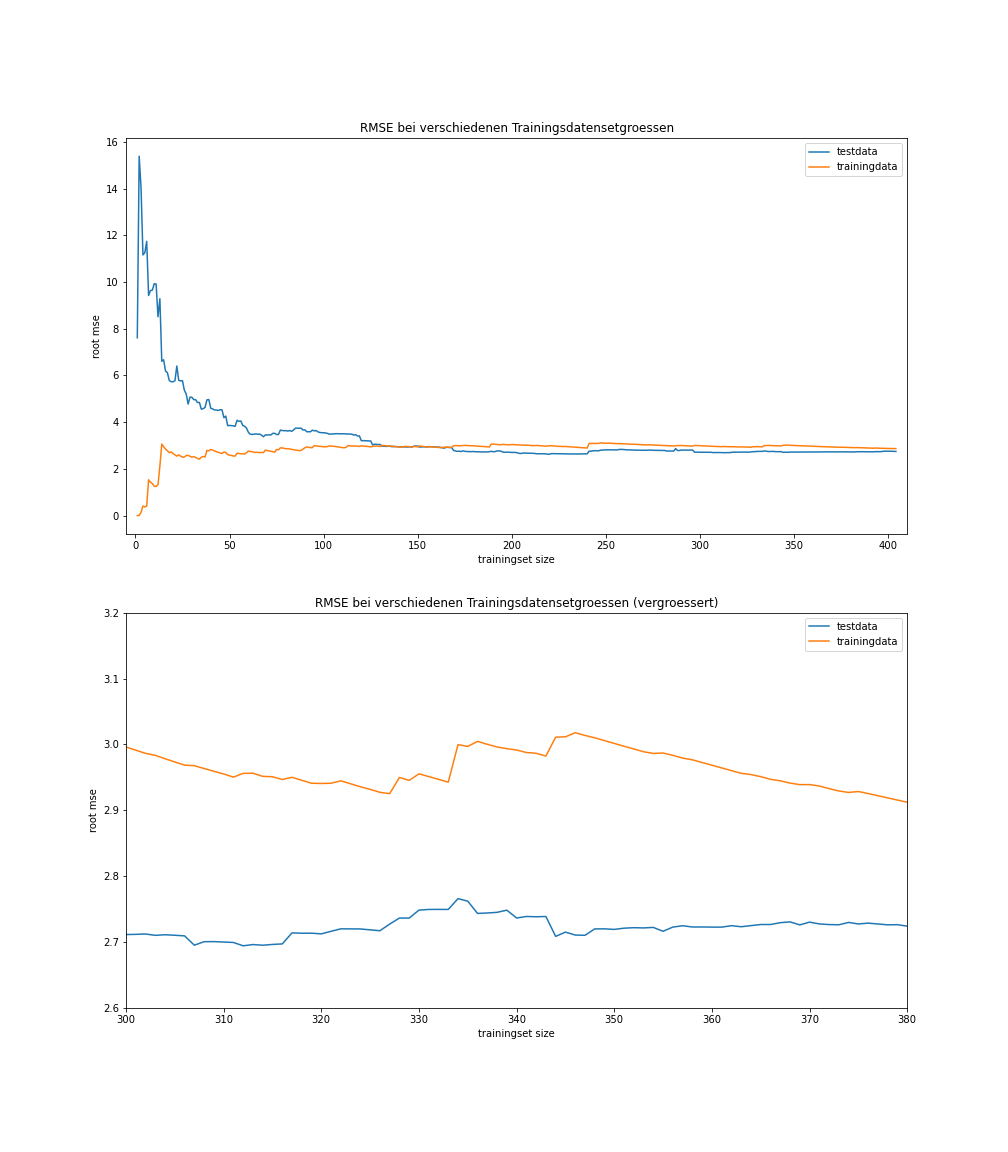 RMSE bei verschiedenen Trainingsdatensetgroessen
16
14
12
10
8
6
4
2
0
root mse
testdata
trainingdata
0 50 100 150 200 250 300 350 400
trainingset size
RMSE bei verschiedenen Trainingsdatensetgroessen (vergroessert)
3.2
3.1
3.0
2.9
2.8
2.7
2.6
root mse
testdata
trainingdata
300 310 320 330 340 350 360 370 380
trainingset size